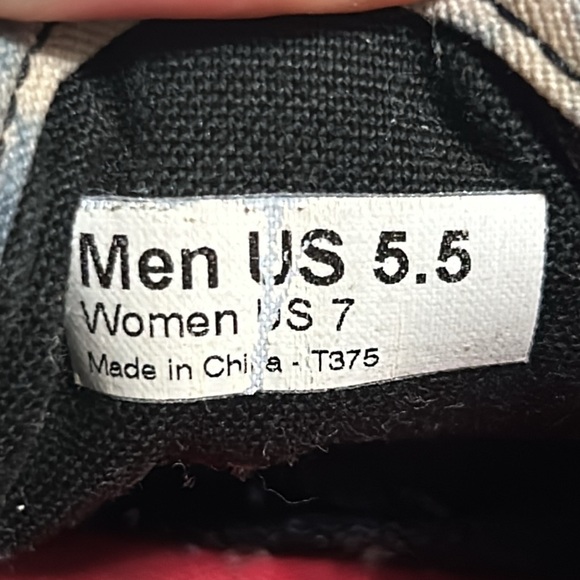 Men US 5.5
Women US 7
Made in China - T375